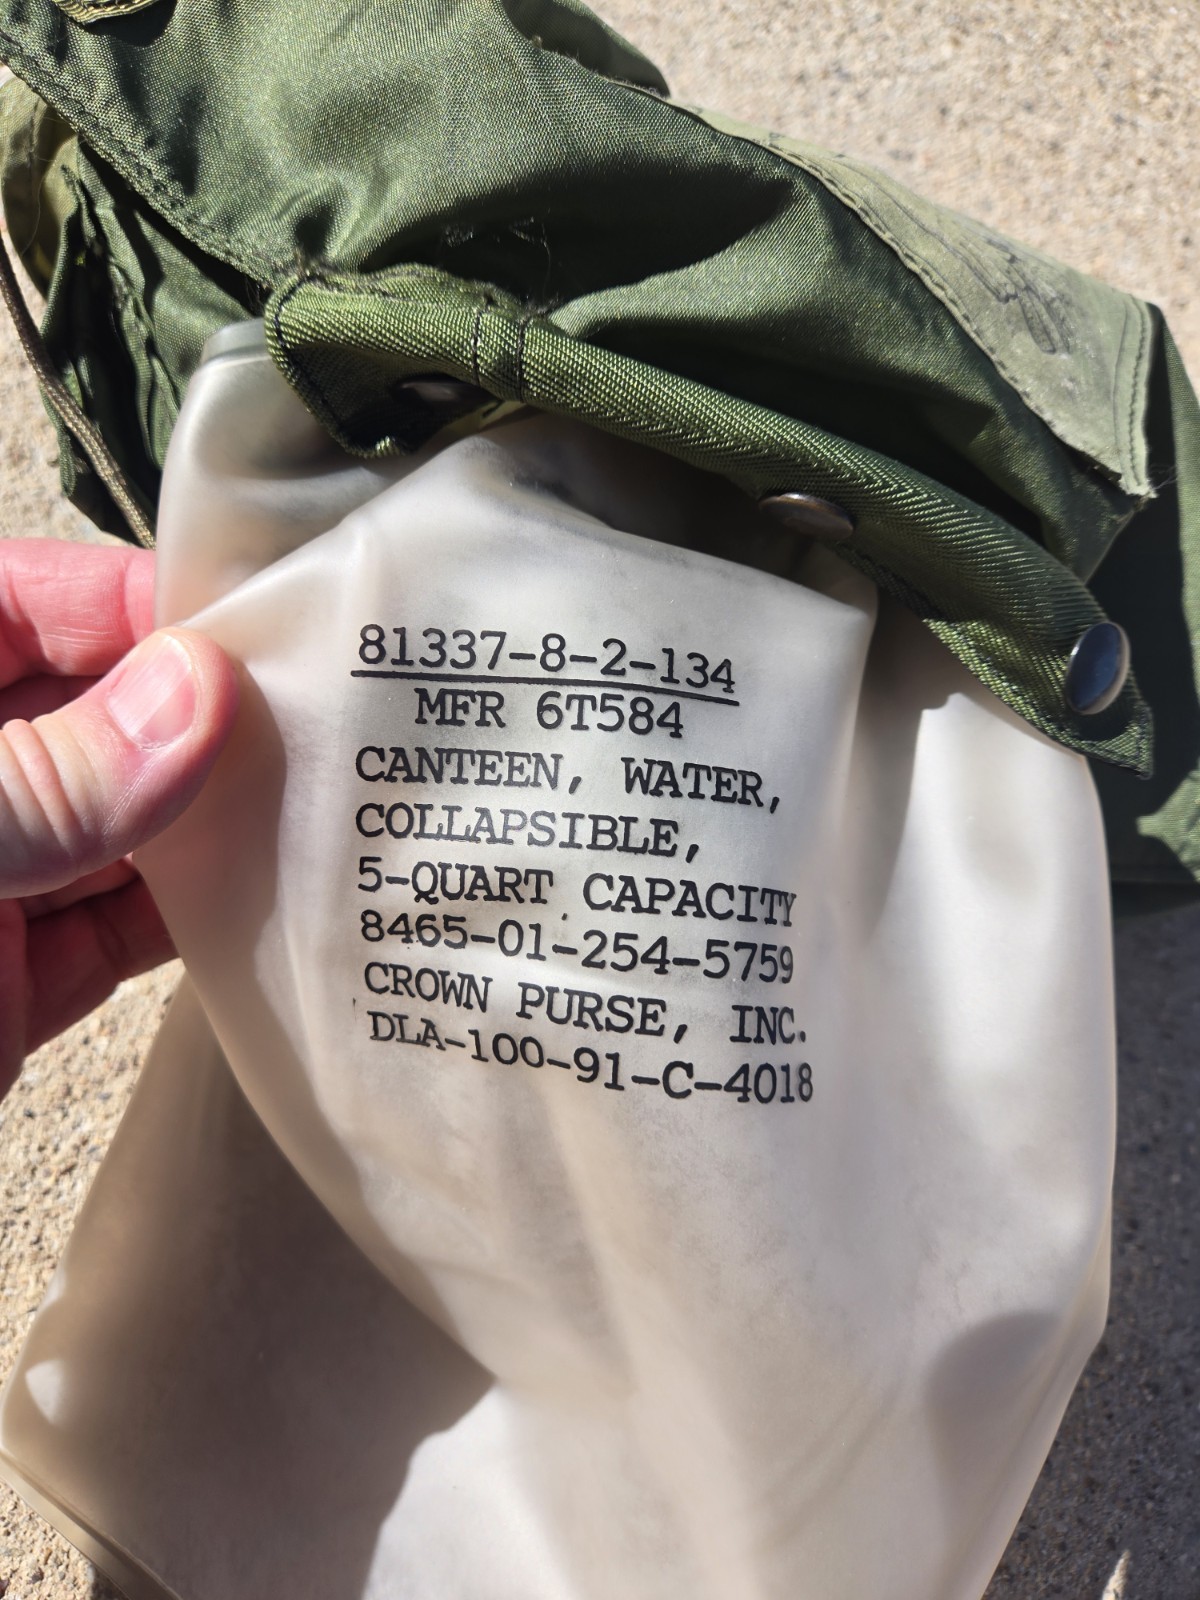 81337-8-2-134
MFR 6T584
CANTEEN, WATER,
COLLAPSIBLE,
5-QUART CAPACITY
8465-01-254-5759
CROWN PURSE, INC.
DLA-100-91-C-4018